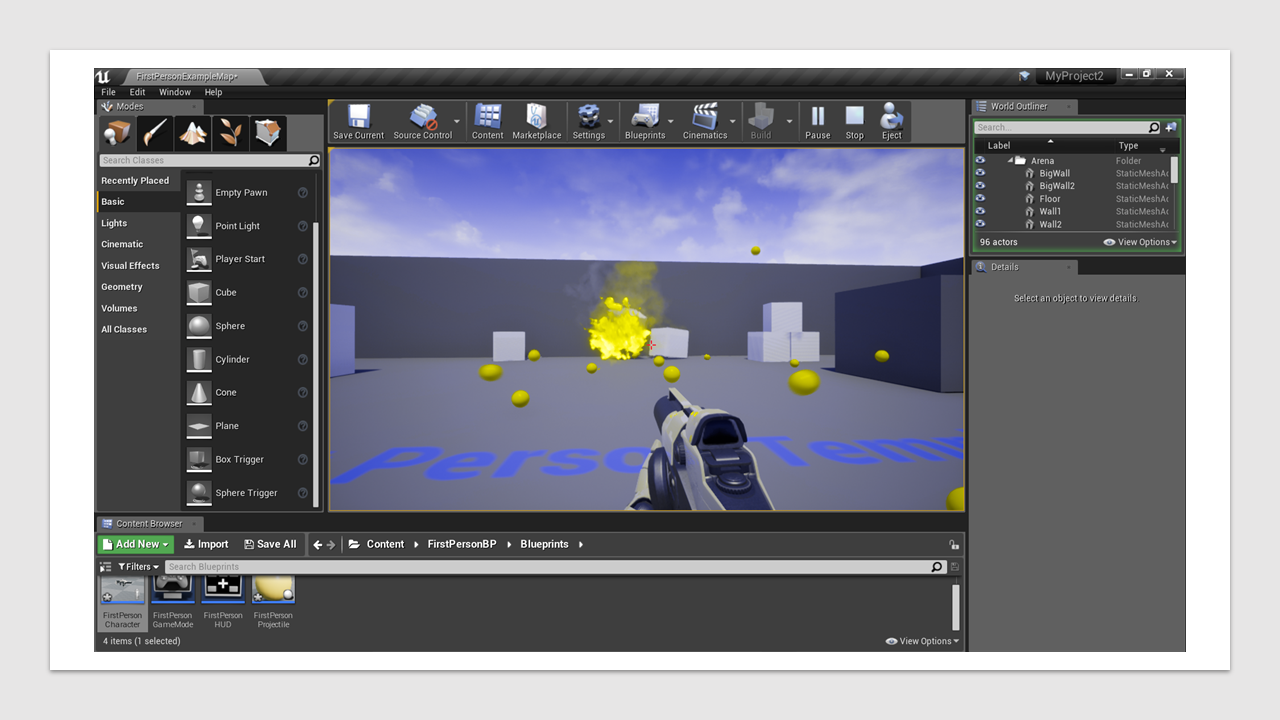 FirstPersonExampleMap*
MyProject2
File Edit Window Help
Modes
Search Classes
Recently Placed
Basic
Lights
Cinematic
Visual Effects
Geometry
Volumes
All Classes
Empty Pawn
Point Light
Player Start
Cube
Sphere
Cylinder
Cone
Plane
Box Trigger
Sphere Trigger
Save Current Source Control Content Marketplace Settings Blueprints Cinematics Build Pause Stop Eject
Person Temp
World Outliner
Search...
Label Type
Arena Folder
BigWall StaticMeshAc
BigWall2 StaticMeshAc
Floor StaticMeshAc
Wall1 StaticMeshAc
Wall2 StaticMeshAc
96 actors View Options
Details
Select an object to view details.
Content Browser
Add New Import Save All Content FirstPersonBP Blueprints
Filters Search Blueprints
FirstPerson Character
FirstPerson GameMode
FirstPerson HUD
FirstPerson Projectile
4 items (1 selected) View Options